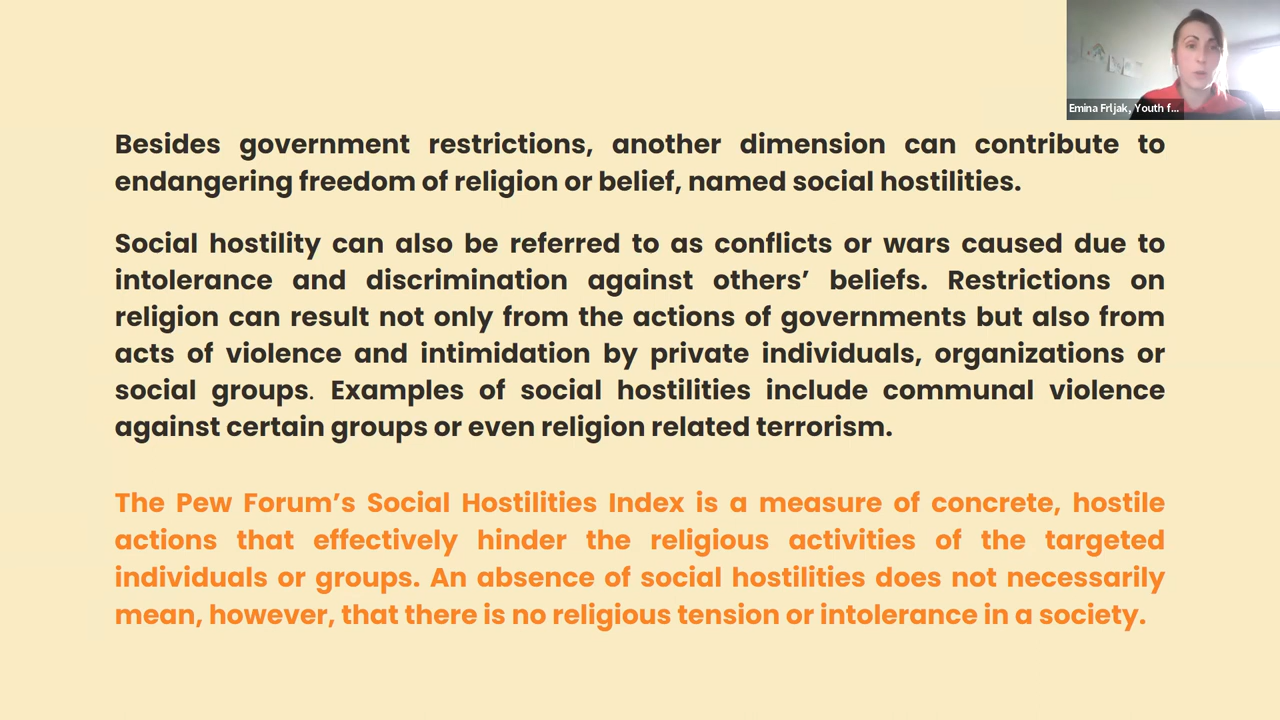 Emina Frljak, Youth f...
Besides government restrictions, another dimension can contribute to
endangering freedom of religion or belief, named social hostilities.
Social hostility can also be referred to as conflicts or wars caused due to
intolerance and discrimination against others’ beliefs. Restrictions on
religion can result not only from the actions of governments but also from
acts of violence and intimidation by private individuals, organizations or
social groups. Examples of social hostilities include communal violence
against certain groups or even religion related terrorism.
The Pew Forum’s Social Hostilities Index is a measure of concrete, hostile
actions that effectively hinder the religious activities of the targeted
individuals or groups. An absence of social hostilities does not necessarily
mean, however, that there is no religious tension or intolerance in a society.